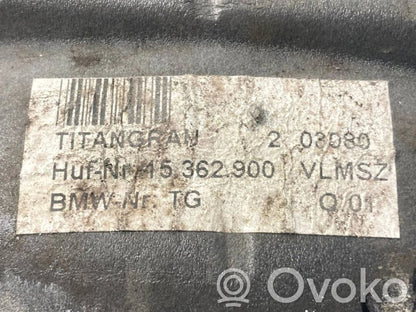 TITANGRAU 2 03080
Huf-Nr. 15.362.900 VLMSZ
BMW-Nr. TG Q/01
OVOKO